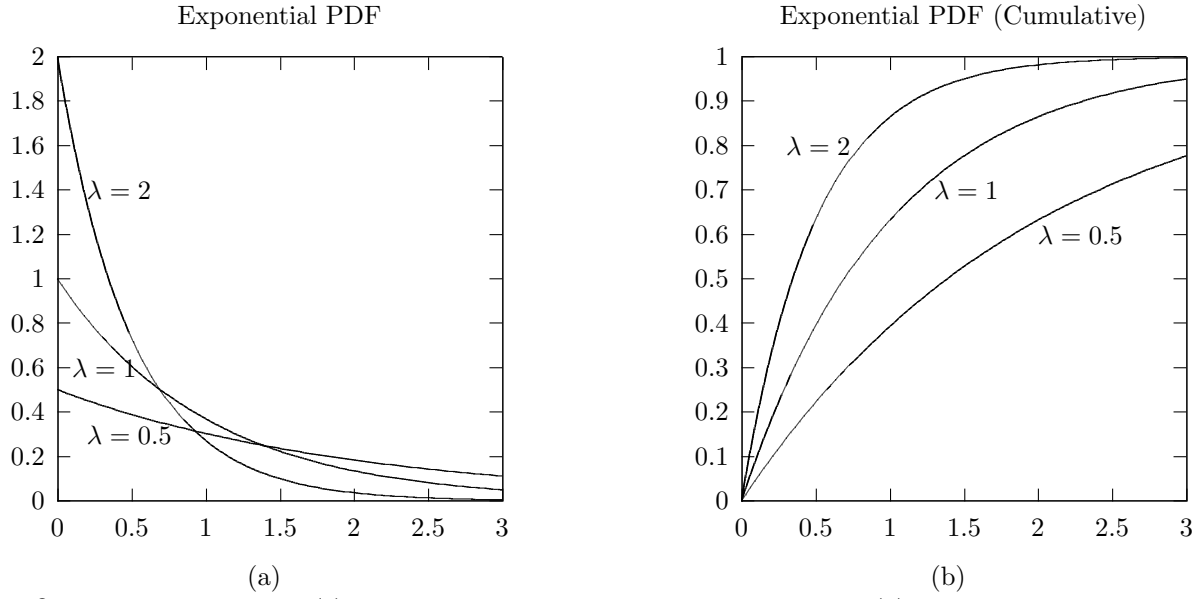 Exponential PDF
2
1.8
1.6
1.4
1.2
1
0.8
0.6
0.4
0.2
0
λ = 2
λ = 1
λ = 0.5
0 0.5 1 1.5 2 2.5 3
(a)
Exponential PDF (Cumulative)
1
0.9
0.8
0.7
0.6
0.5
0.4
0.3
0.2
0.1
0
λ = 2
λ = 1
λ = 0.5
0 0.5 1 1.5 2 2.5 3
(b)